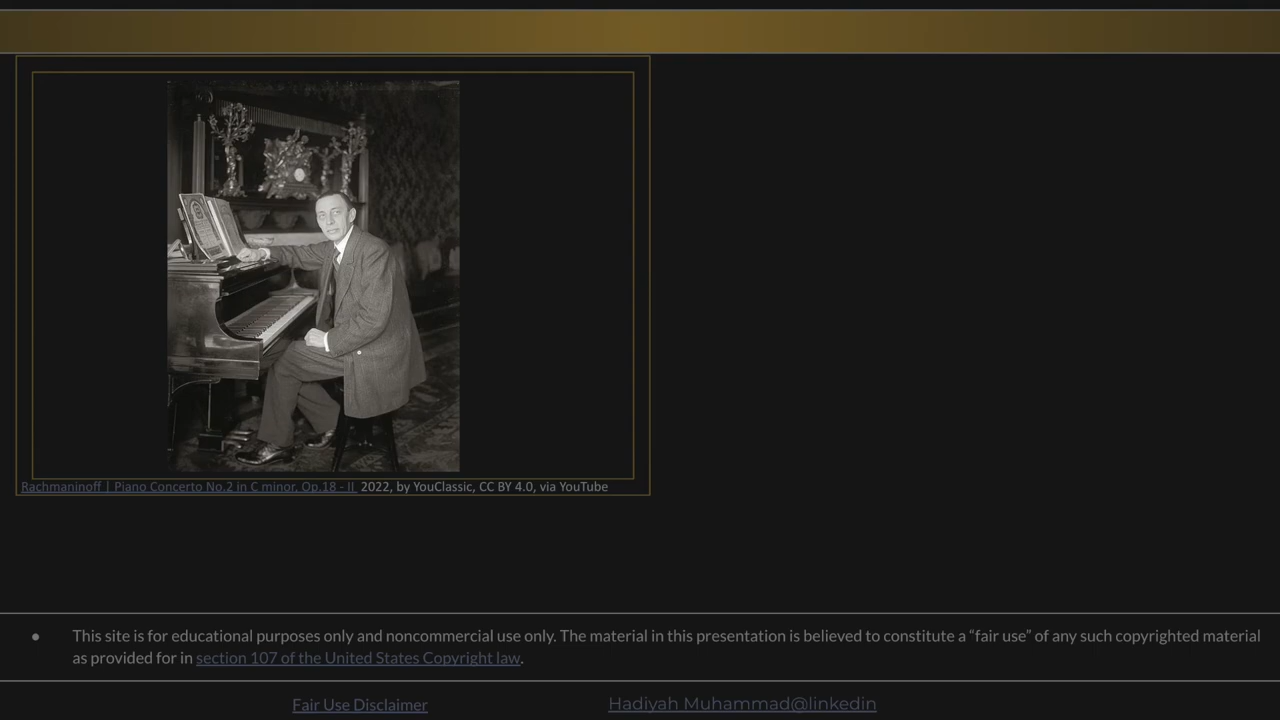 Rachmaninoff | Piano Concerto No.2 in C minor, Op.18 - II 2022, by YouClassic, CC BY 4.0, via YouTube
● This site is for educational purposes only and noncommercial use only. The material in this presentation is believed to constitute a “fair use” of any such copyrighted material
as provided for in section 107 of the United States Copyright law.
Fair Use Disclaimer
Hadiyah Muhammad@linkedin